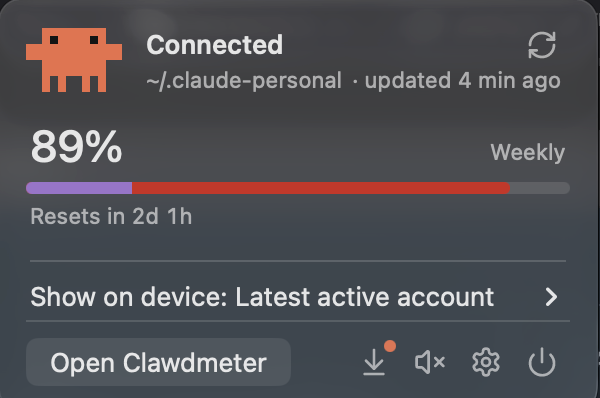 Connected
~/.claude-personal · updated 4 min ago
89%
Weekly
Resets in 2d 1h
Show on device: Latest active account
Open Clawdmeter